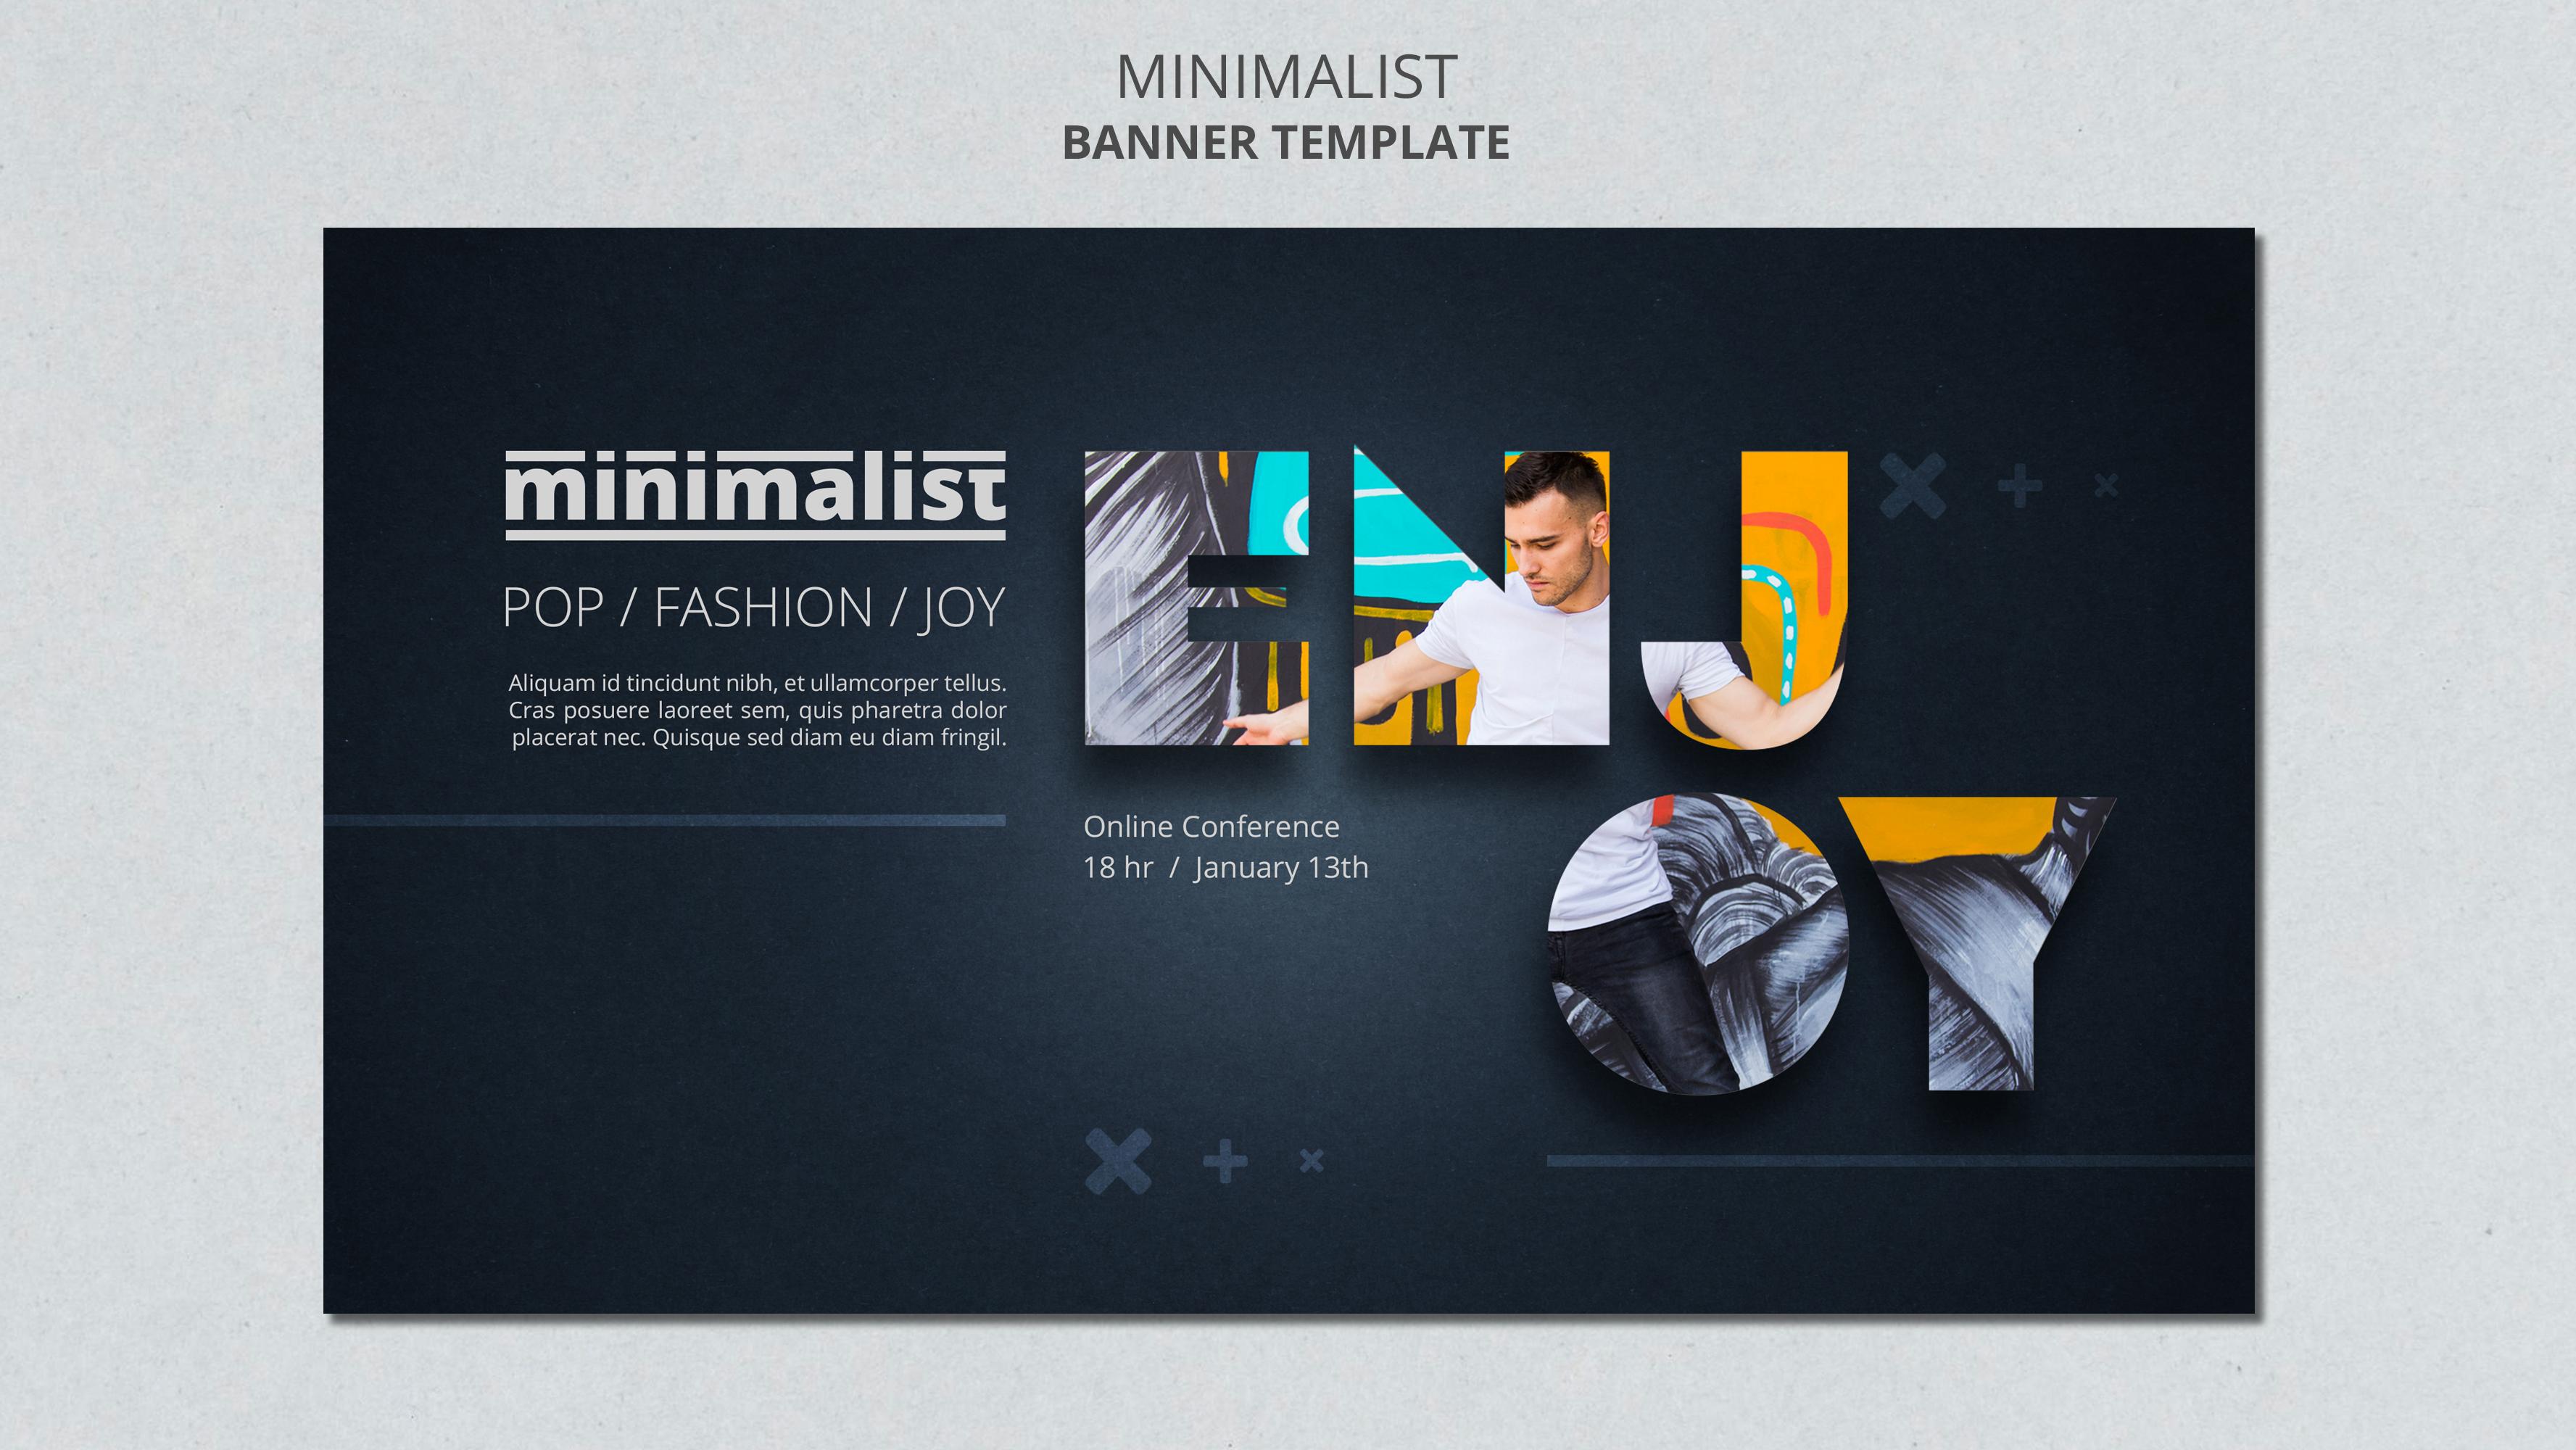 MINIMALIST
BANNER TEMPLATE
minimalist
POP / FASHION / JOY
Aliquam id tincidunt nibh, et ullamcorper tellus.
Cras posuere laoreet sem, quis pharetra dolor
placerat nec. Quisque sed diam eu diam fringil.
ENJ
OY
Online Conference
18 hr / January 13th